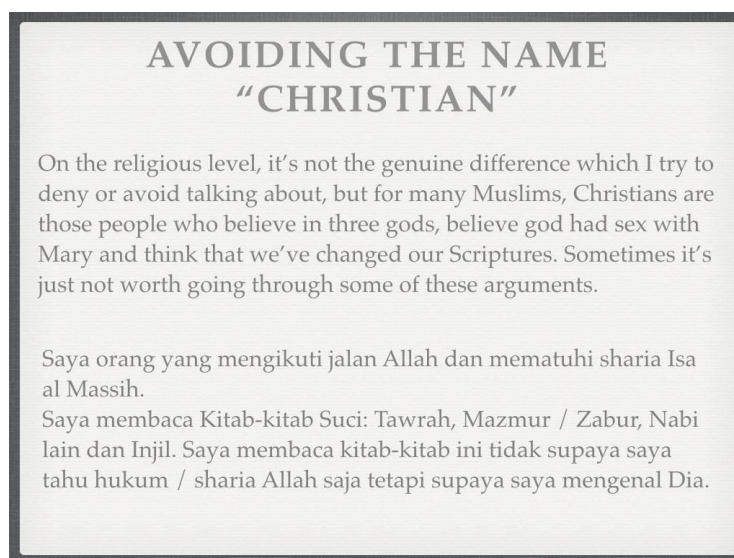 AVOIDING THE NAME
“CHRISTIAN”
On the religious level, it’s not the genuine difference which I try to
deny or avoid talking about, but for many Muslims, Christians are
those people who believe in three gods, believe god had sex with
Mary and think that we’ve changed our Scriptures. Sometimes it’s
just not worth going through some of these arguments.
Saya orang yang mengikuti jalan Allah dan mematuhi sharia Isa
al Massih.
Saya membaca Kitab-kitab Suci: Tawrah, Mazmur / Zabur, Nabi
lain dan Injil. Saya membaca kitab-kitab ini tidak supaya saya
tahu hukum / sharia Allah saja tetapi supaya saya mengenal Dia.